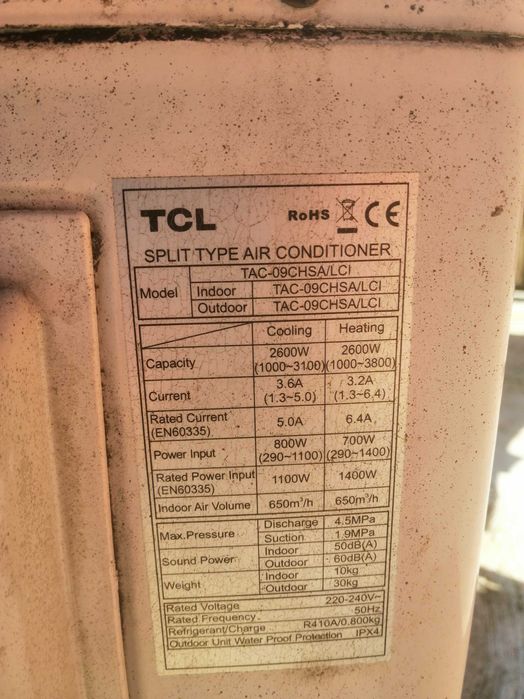 TCL RoHS CE
SPLIT TYPE AIR CONDITIONER
Model TAC-09CHSA/LCI
Indoor TAC-09CHSA/LCI
Outdoor TAC-09CHSA/LCI
Cooling Heating
Capacity 2600W (1000~3100) 2600W (1000~3800)
Current 3.6A (1.3~5.0) 3.2A (1.3~6.4)
Rated Current (EN60335) 5.0A 6.4A
Power Input 800W (290~1100) 700W (290~1400)
Rated Power Input (EN60335) 1100W 1400W
Indoor Air Volume 650m³/h 650m³/h
Max.Pressure Discharge 4.5MPa
Suction 1.9MPa
Sound Power Indoor 50dB(A)
Outdoor 60dB(A)
Weight Indoor 10kg
Outdoor 30kg
Rated Voltage 220-240V~
Rated Frequency 50Hz
Refrigerant/Charge R410A/0.800kg
Outdoor Unit Water Proof Protection IPX4